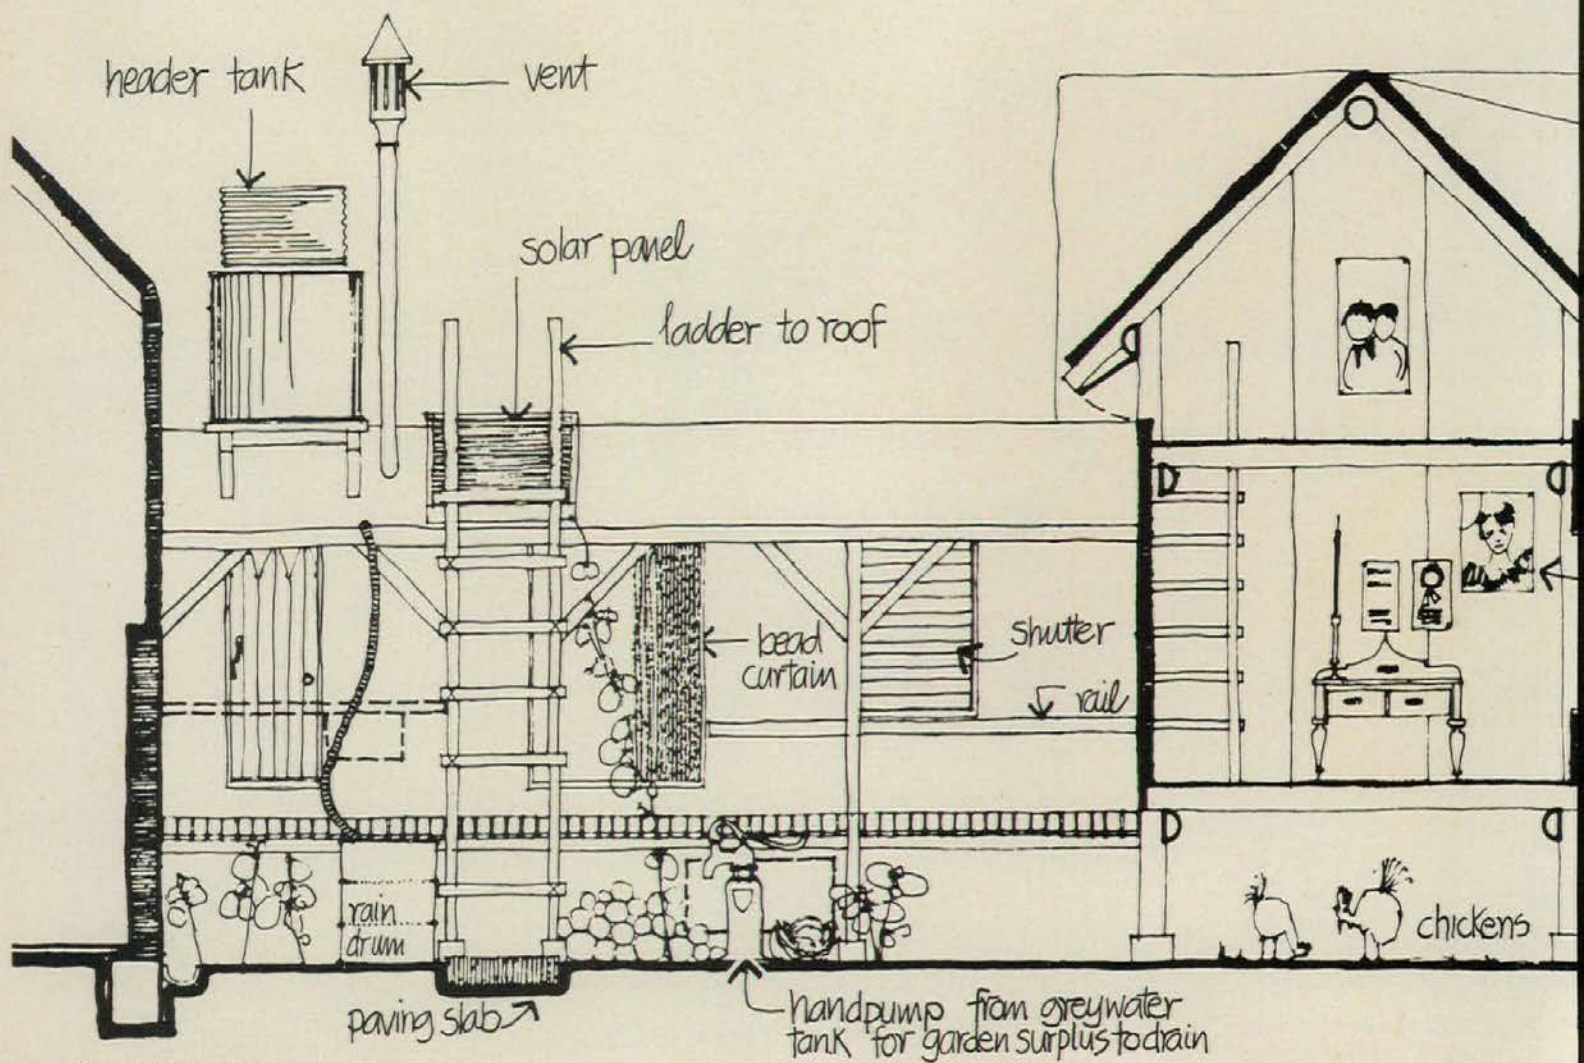 header tank
vent
solar panel
ladder to roof
bead
curtain
shutter
rail
rain
drum
chickens
paving slab
handpump from greywater
tank for garden surplus to drain